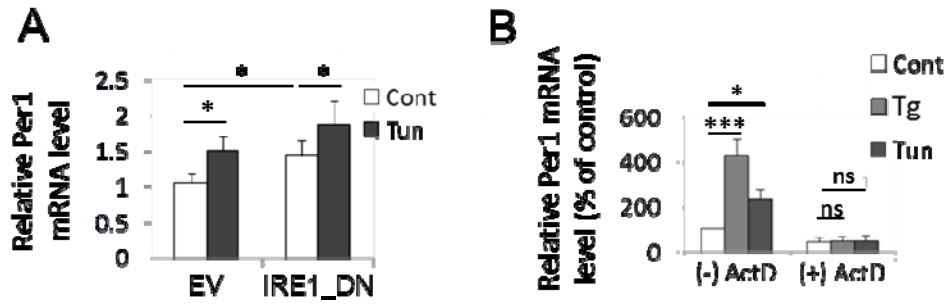 A
Relative Per1
mRNA level
2.5
2
1.5
1
0.5
0
*
*
*
Cont
Tun
EV
IRE1_DN
B
Relative Per1 mRNA
level (% of control)
600
400
200
0
*
***
ns
ns
Cont
Tg
Tun
(-) ActD
(+) ActD